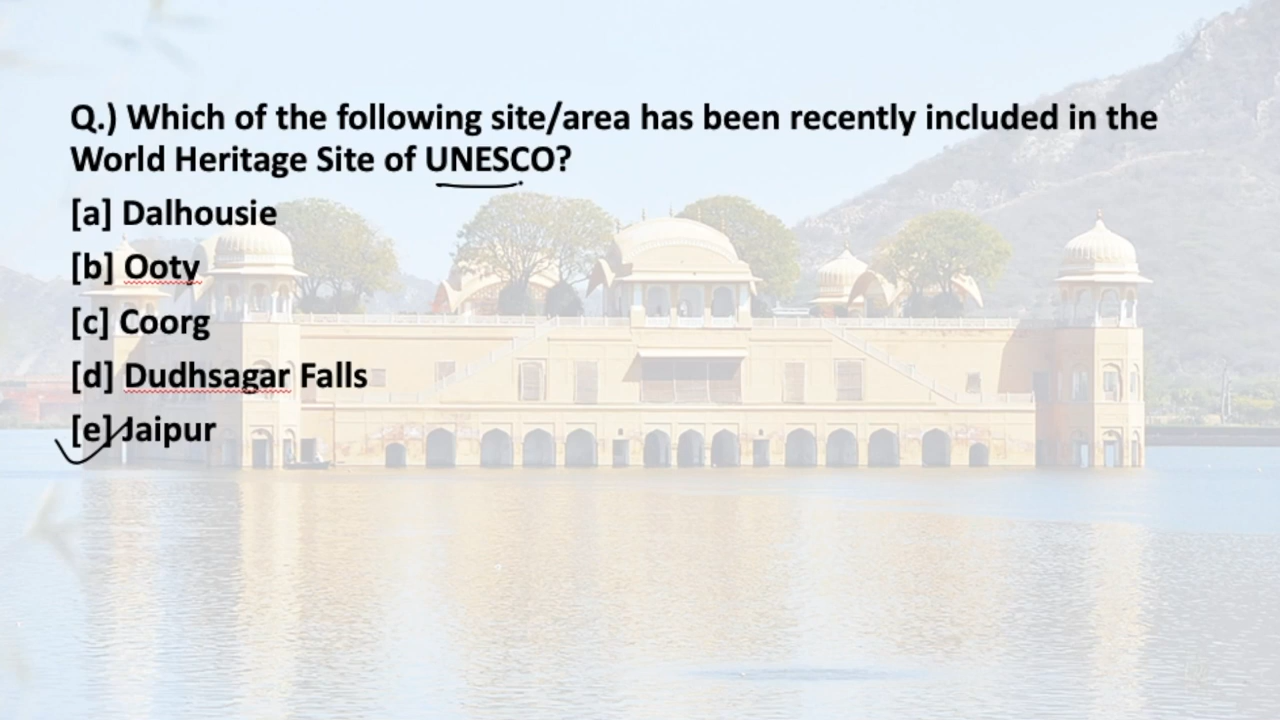 Q.) Which of the following site/area has been recently included in the
World Heritage Site of UNESCO?
[a] Dalhousie
[b] Ooty
[c] Coorg
[d] Dudhsagar Falls
[e] Jaipur